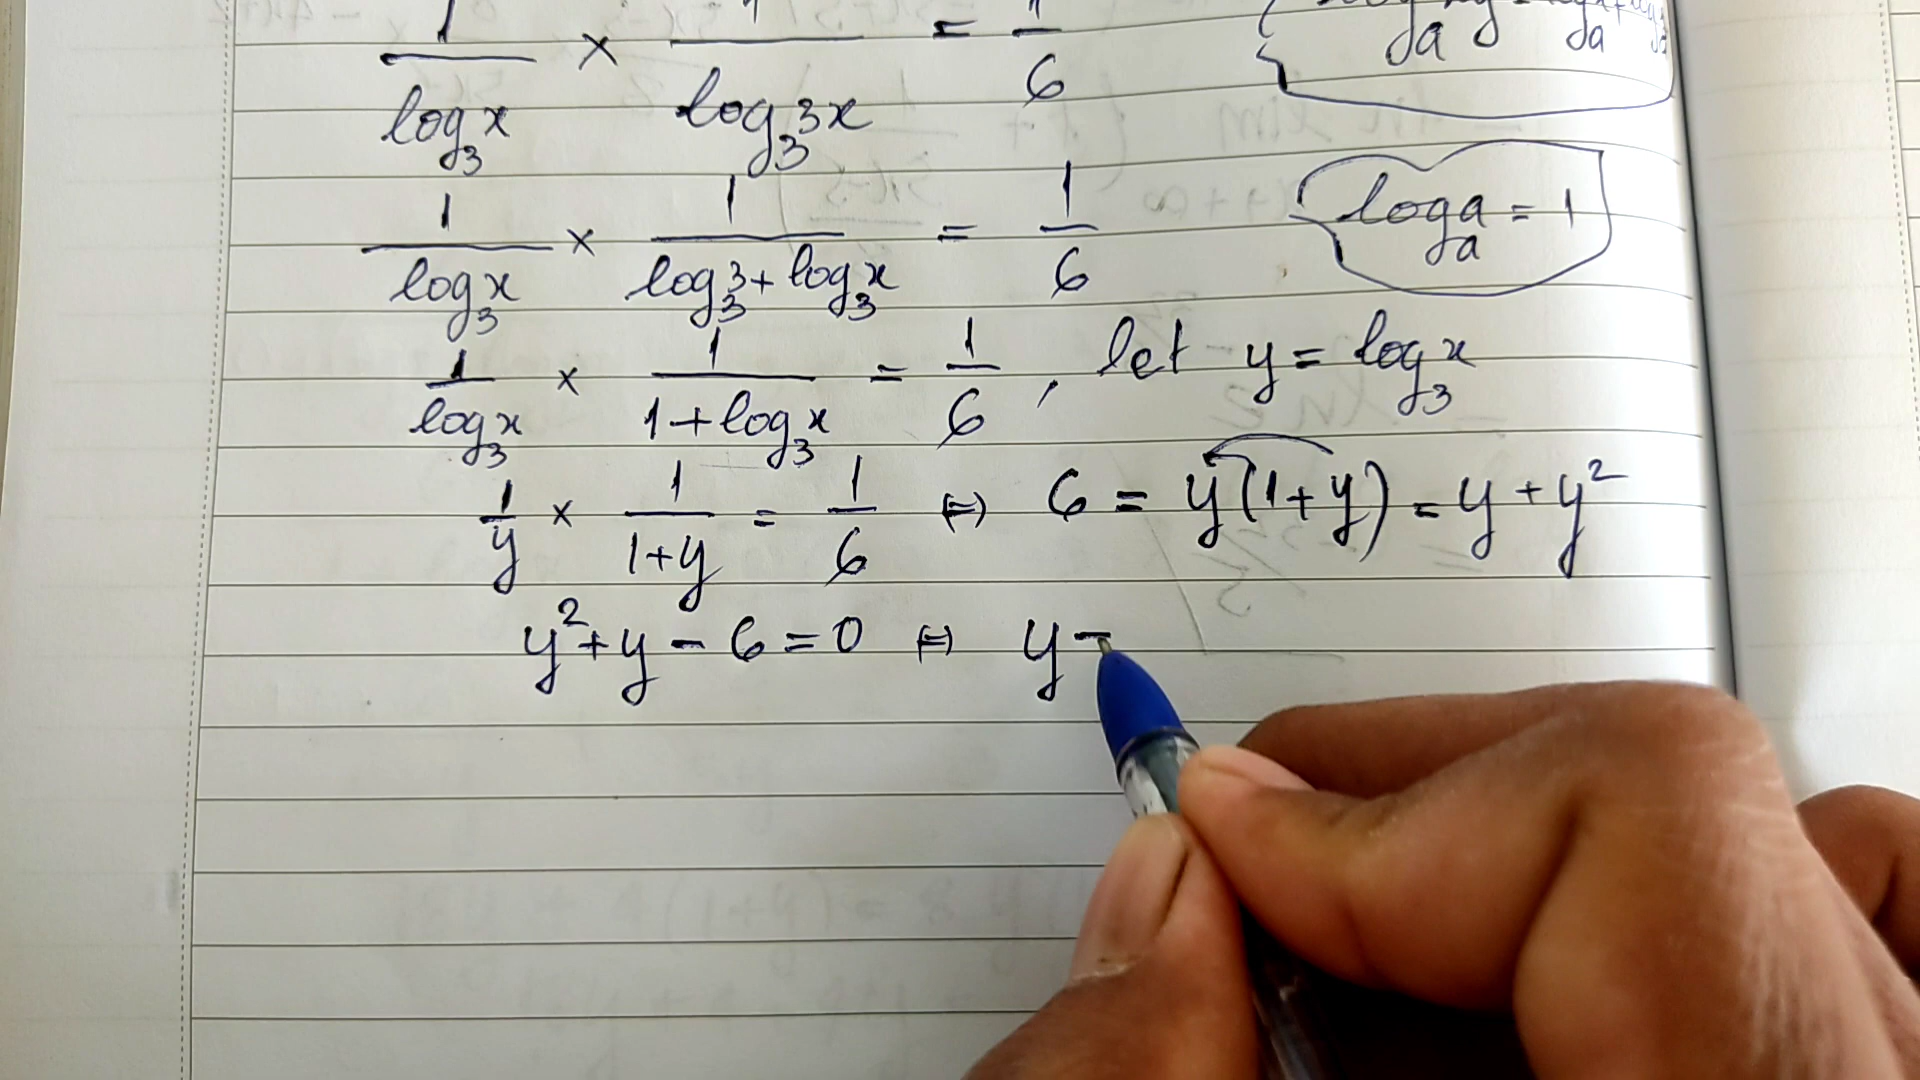 1/log₃x × 1/log₃3x = 1/6
1/log₃x × 1/(log₃3 + log₃x) = 1/6
logₐa = 1
1/log₃x × 1/(1+log₃x) = 1/6 , let y = log₃x
1/y × 1/(1+y) = 1/6 (=) 6 = y(1+y) = y + y²
y² + y - 6 = 0 (=) y -